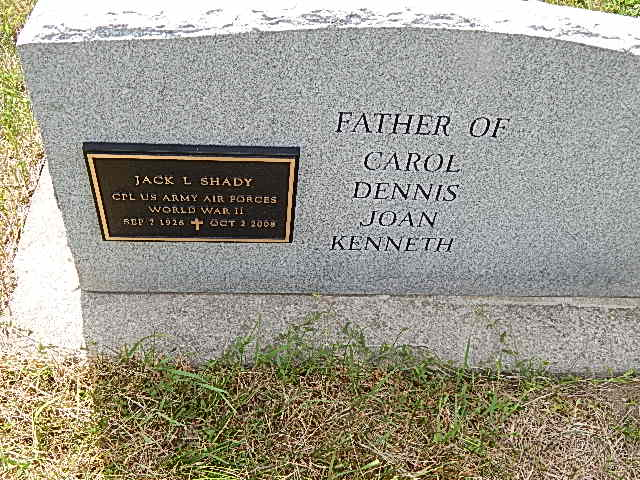 JACK L SHADY
CPL US ARMY AIR FORCES
WORLD WAR II
SEP 7 1926 ✝ OCT 2 2008
FATHER OF
CAROL
DENNIS
JOAN
KENNETH